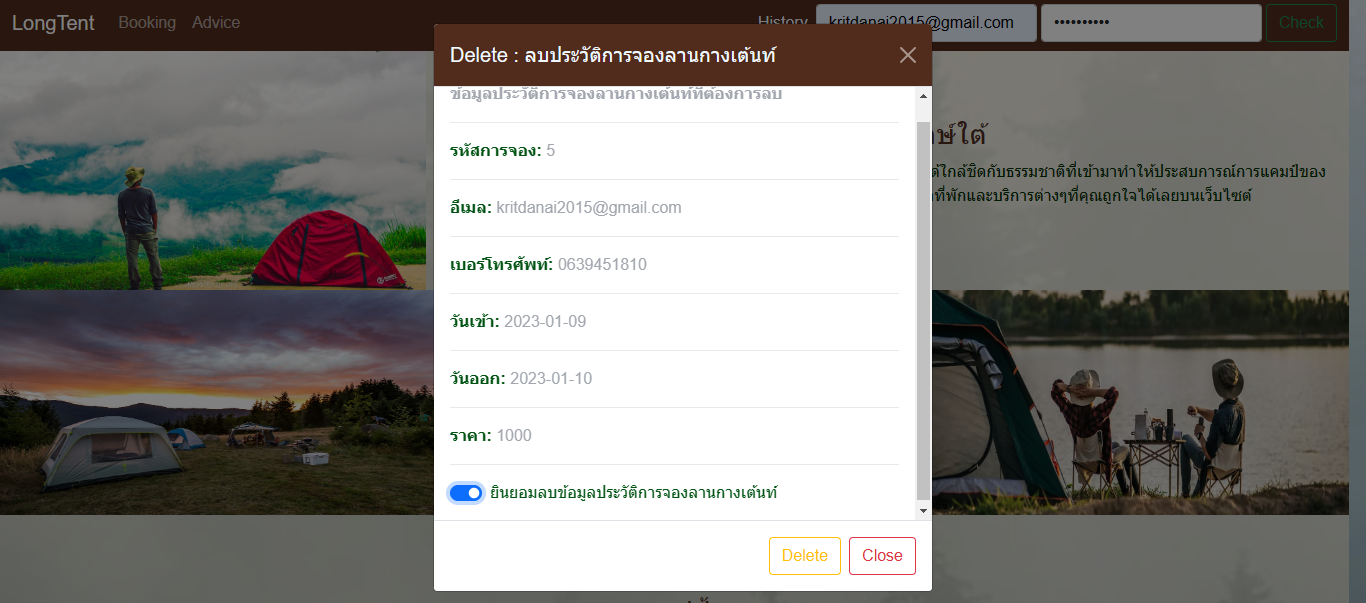 LongTent Booking Advice History kritdanai2015@gmail.com •••••••••• Check
Delete : ลบประวัติการจองลานกางเต้นท์
ข้อมูลประวัติการจองลานกางเต้นท์ที่ต้องการลบ
รหัสการจอง: 5
อีเมล: kritdanai2015@gmail.com
เบอร์โทรศัพท์: 0639451810
วันเข้า: 2023-01-09
วันออก: 2023-01-10
ราคา: 1000
ยินยอมลบข้อมูลประวัติการจองลานกางเต้นท์
Delete Close
ใกล้ชิดกับธรรมชาติที่เข้ามาทำให้ประสบการณ์การแคมป์ของ
ที่พักและบริการต่างๆที่คุณถูกใจได้เลยบนเว็บไซต์